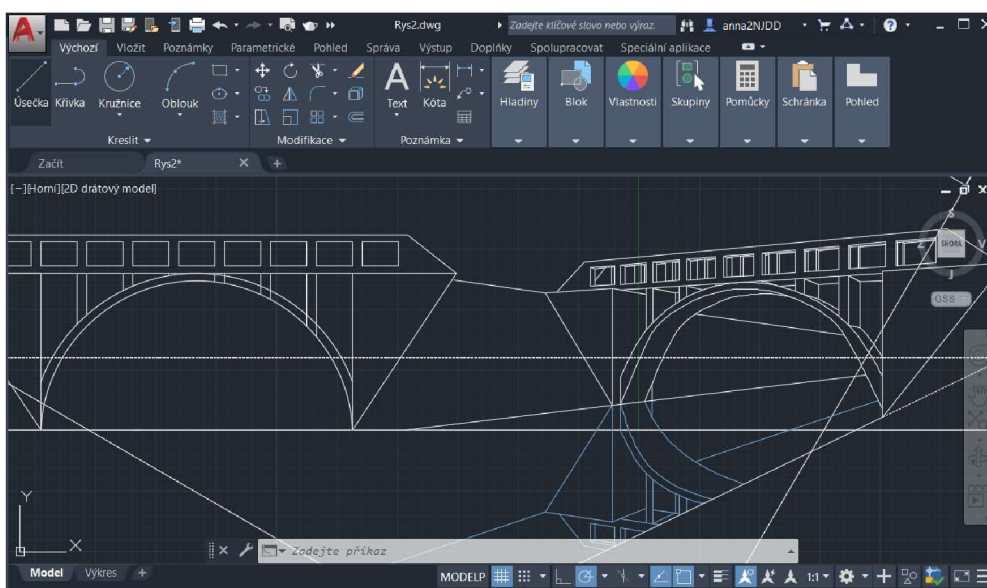 A Rys2.dwg Zadejte klíčové slovo nebo výraz. anna2NJDD ?
Výchozí Vložit Poznámky Parametrické Pohled Správa Výstup Doplňky Spolupracovat Speciální aplikace
A
Úsečka Křivka Kružnice Oblouk Text Kóta Hladiny Blok Vlastnosti Skupiny Pomůcky Schránka Pohled
Kreslit Modifikace Poznámka
Začít Rys2* × +
[−][Horní][2D drátový model]
S
Z SHORA V
J
GSS
Y
X
Zadejte příkaz
Model Výkres + MODELP 1:1